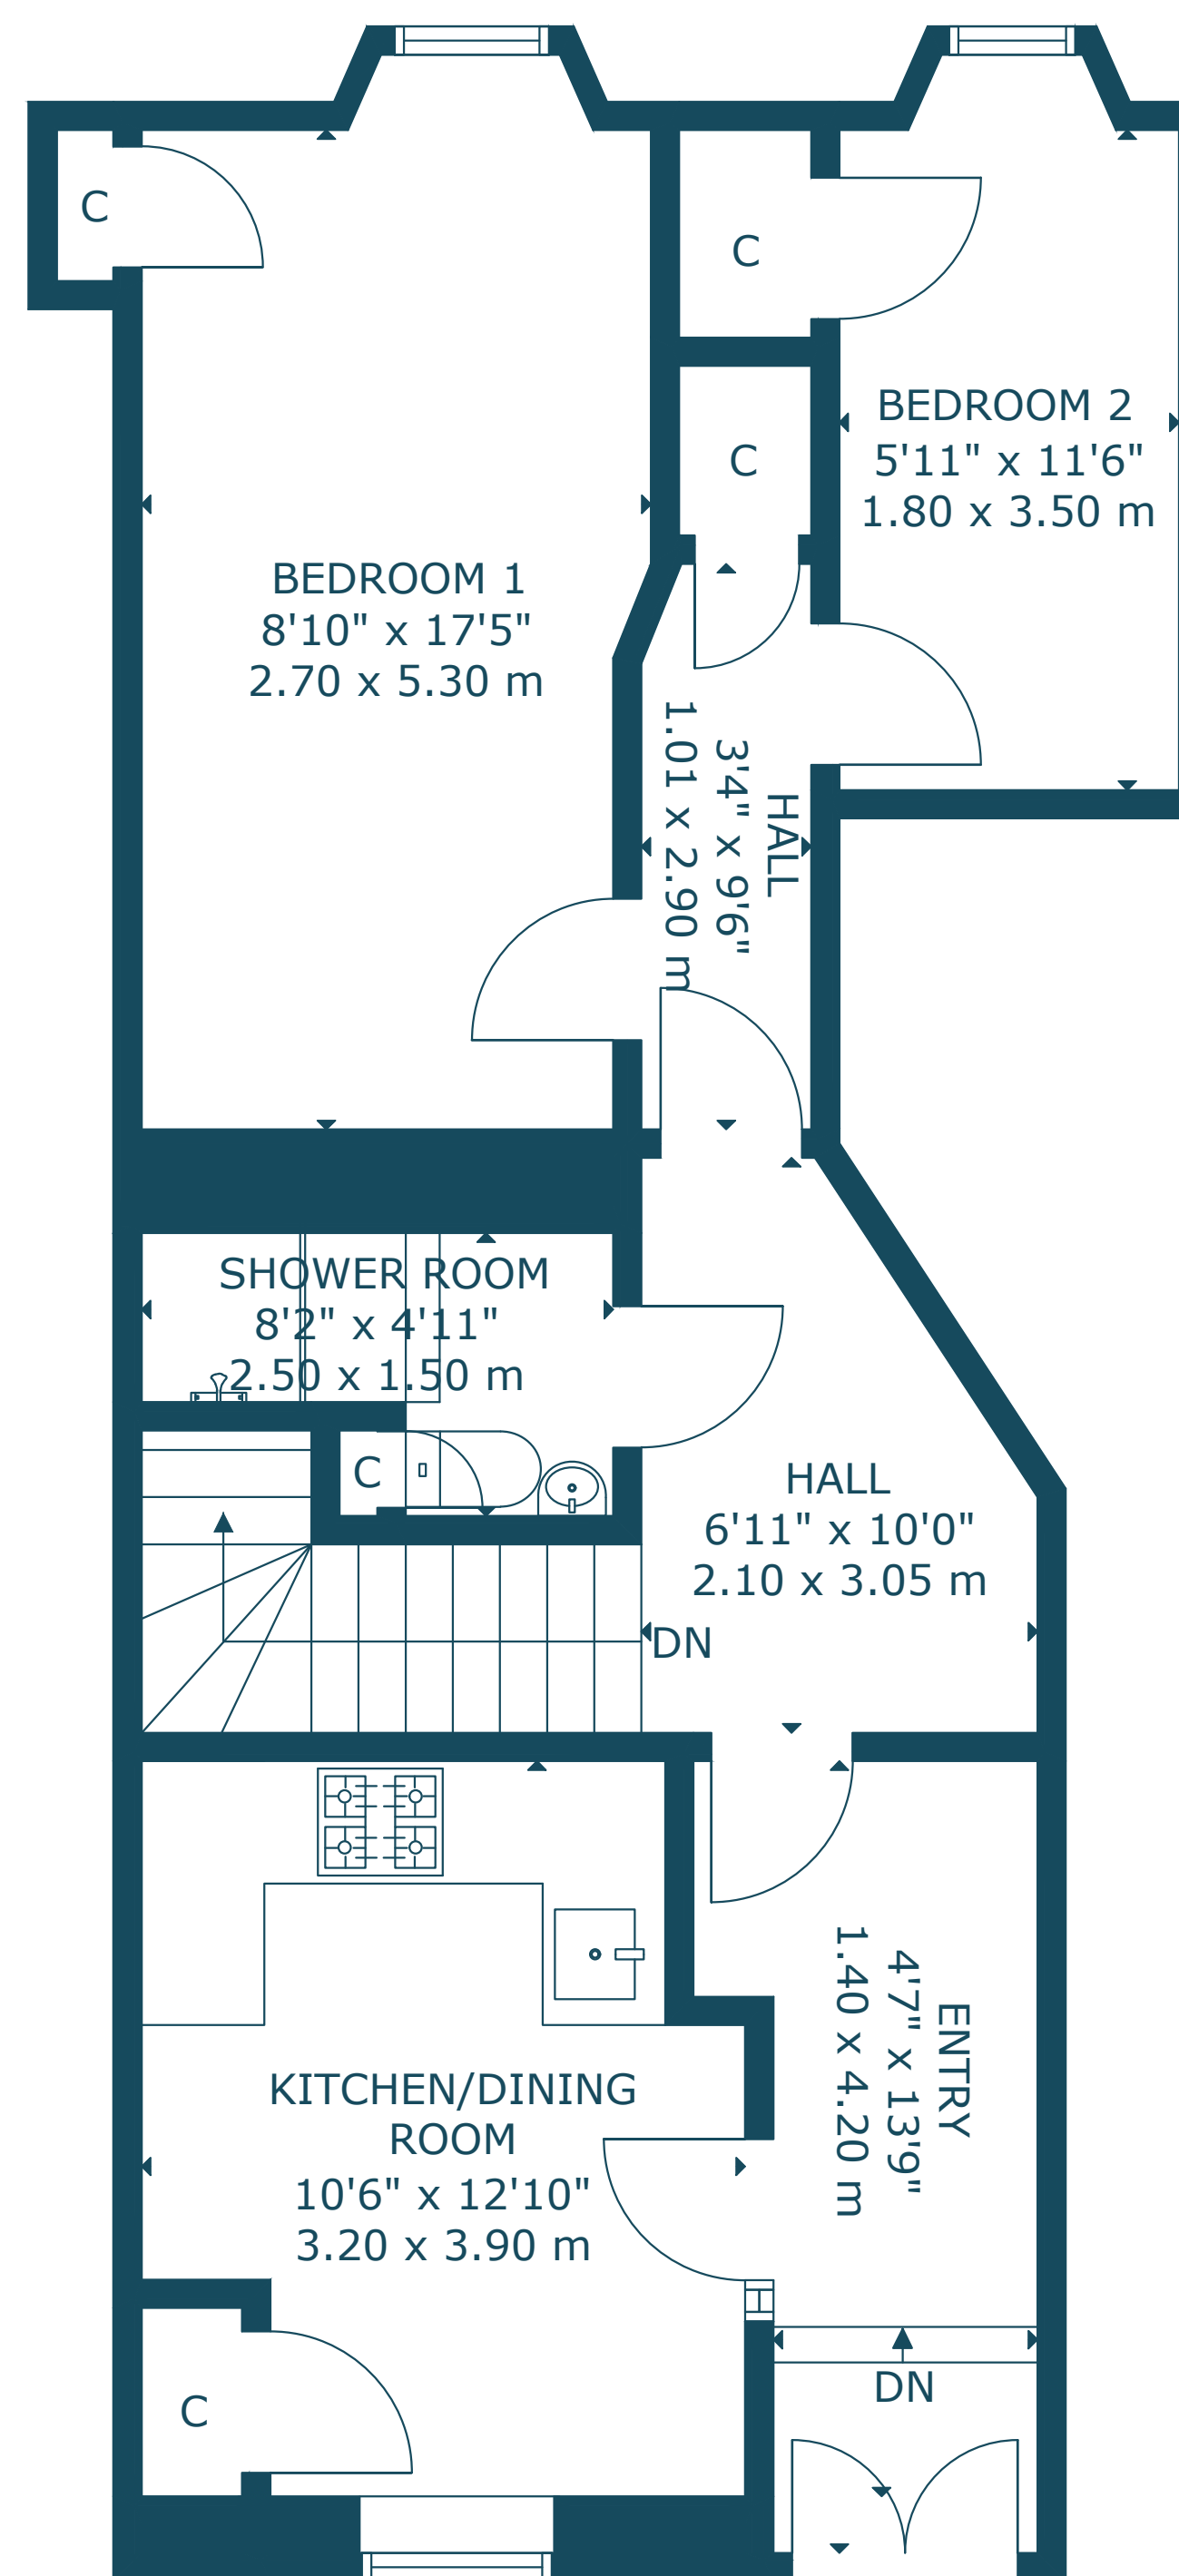 C
C
BEDROOM 2
5'11" x 11'6"
1.80 x 3.50 m
C
BEDROOM 1
8'10" x 17'5"
2.70 x 5.30 m
HALL
3'4" x 9'6"
1.01 x 2.90 m
SHOWER ROOM
8'2" x 4'11"
2.50 x 1.50 m
C
HALL
6'11" x 10'0"
2.10 x 3.05 m
DN
ENTRY
4'7" x 13'9"
1.40 x 4.20 m
KITCHEN/DINING
ROOM
10'6" x 12'10"
3.20 x 3.90 m
DN
C